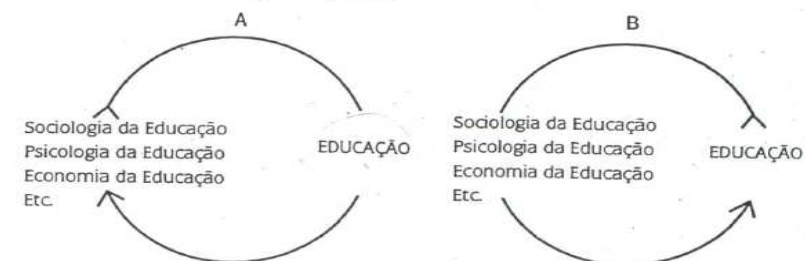 A
Sociologia da Educação
Psicologia da Educação
Economia da Educação
Etc.
EDUCAÇÃO
B
Sociologia da Educação
Psicologia da Educação
Economia da Educação
Etc.
EDUCAÇÃO